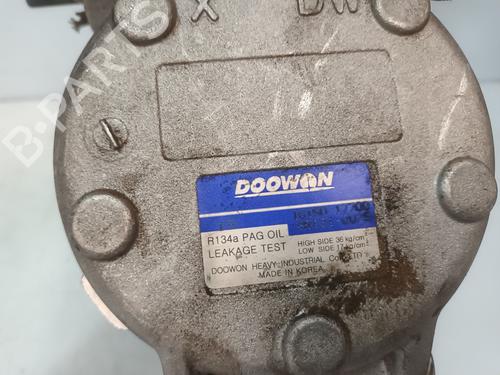 X
D/W
B-PARTS
DOOWON
R134a PAG OIL
LEAKAGE TEST
HIGH SIDE 36 kg/cm²
LOW SIDE 17 kg/cm²
DOOWON HEAVY INDUSTRIAL Co., LTD
MADE IN KOREA